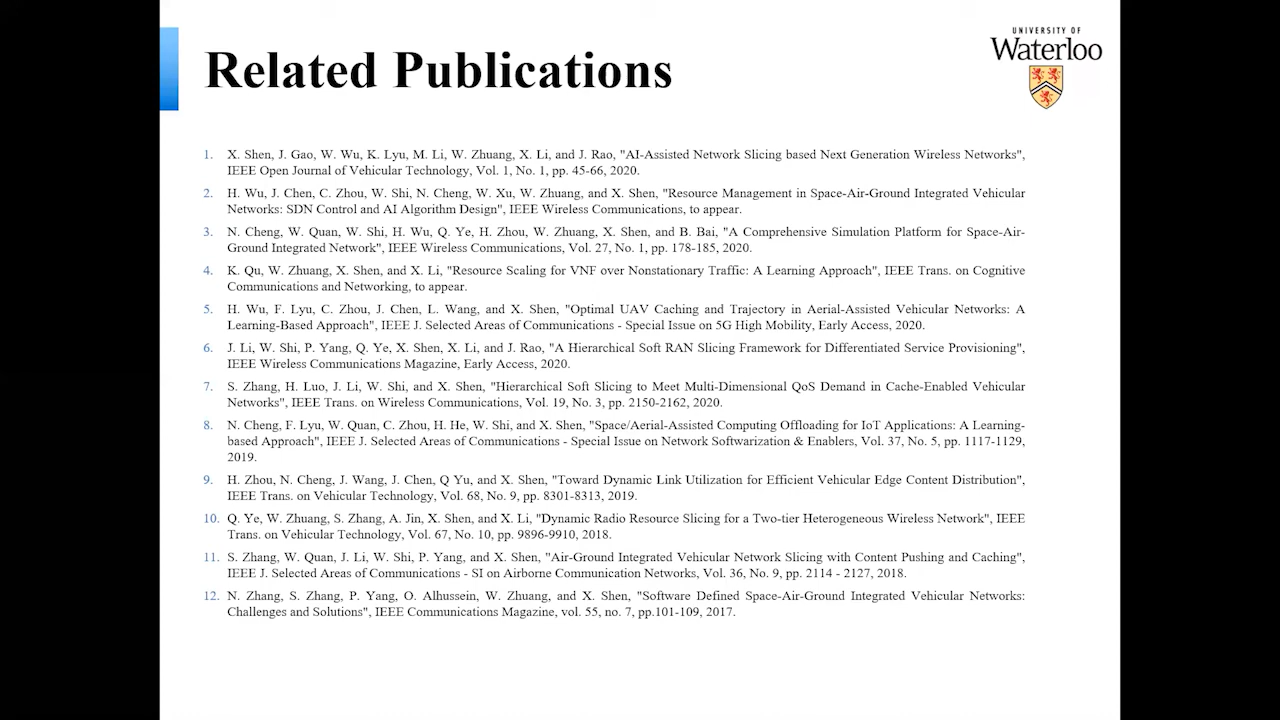 Related Publications
UNIVERSITY OF
Waterloo
1. X. Shen, J. Gao, W. Wu, K. Lyu, M. Li, W. Zhuang, X. Li, and J. Rao, "AI-Assisted Network Slicing based Next Generation Wireless Networks",
IEEE Open Journal of Vehicular Technology, Vol. 1, No. 1, pp. 45-66, 2020.
2. H. Wu, J. Chen, C. Zhou, W. Shi, N. Cheng, W. Xu, W. Zhuang, and X. Shen, "Resource Management in Space-Air-Ground Integrated Vehicular
Networks: SDN Control and AI Algorithm Design", IEEE Wireless Communications, to appear.
3. N. Cheng, W. Quan, W. Shi, H. Wu, Q. Ye, H. Zhou, W. Zhuang, X. Shen, and B. Bai, "A Comprehensive Simulation Platform for Space-Air-
Ground Integrated Network", IEEE Wireless Communications, Vol. 27, No. 1, pp. 178-185, 2020.
4. K. Qu, W. Zhuang, X. Shen, and X. Li, "Resource Scaling for VNF over Nonstationary Traffic: A Learning Approach", IEEE Trans. on Cognitive
Communications and Networking, to appear.
5. H. Wu, F. Lyu, C. Zhou, J. Chen, L. Wang, and X. Shen, "Optimal UAV Caching and Trajectory in Aerial-Assisted Vehicular Networks: A
Learning-Based Approach", IEEE J. Selected Areas of Communications - Special Issue on 5G High Mobility, Early Access, 2020.
6. J. Li, W. Shi, P. Yang, Q. Ye, X. Shen, X. Li, and J. Rao, "A Hierarchical Soft RAN Slicing Framework for Differentiated Service Provisioning",
IEEE Wireless Communications Magazine, Early Access, 2020.
7. S. Zhang, H. Luo, J. Li, W. Shi, and X. Shen, "Hierarchical Soft Slicing to Meet Multi-Dimensional QoS Demand in Cache-Enabled Vehicular
Networks", IEEE Trans. on Wireless Communications, Vol. 19, No. 3, pp. 2150-2162, 2020.
8. N. Cheng, F. Lyu, W. Quan, C. Zhou, H. He, W. Shi, and X. Shen, "Space/Aerial-Assisted Computing Offloading for IoT Applications: A Learning-
based Approach", IEEE J. Selected Areas of Communications - Special Issue on Network Softwarization & Enablers, Vol. 37, No. 5, pp. 1117-1129,
2019.
9. H. Zhou, N. Cheng, J. Wang, J. Chen, Q Yu, and X. Shen, "Toward Dynamic Link Utilization for Efficient Vehicular Edge Content Distribution",
IEEE Trans. on Vehicular Technology, Vol. 68, No. 9, pp. 8301-8313, 2019.
10. Q. Ye, W. Zhuang, S. Zhang, A. Jin, X. Shen, and X. Li, "Dynamic Radio Resource Slicing for a Two-tier Heterogeneous Wireless Network", IEEE
Trans. on Vehicular Technology, Vol. 67, No. 10, pp. 9896-9910, 2018.
11. S. Zhang, W. Quan, J. Li, W. Shi, P. Yang, and X. Shen, "Air-Ground Integrated Vehicular Network Slicing with Content Pushing and Caching",
IEEE J. Selected Areas of Communications - SI on Airborne Communication Networks, Vol. 36, No. 9, pp. 2114 - 2127, 2018.
12. N. Zhang, S. Zhang, P. Yang, O. Alhussein, W. Zhuang, and X. Shen, "Software Defined Space-Air-Ground Integrated Vehicular Networks:
Challenges and Solutions", IEEE Communications Magazine, vol. 55, no. 7, pp.101-109, 2017.